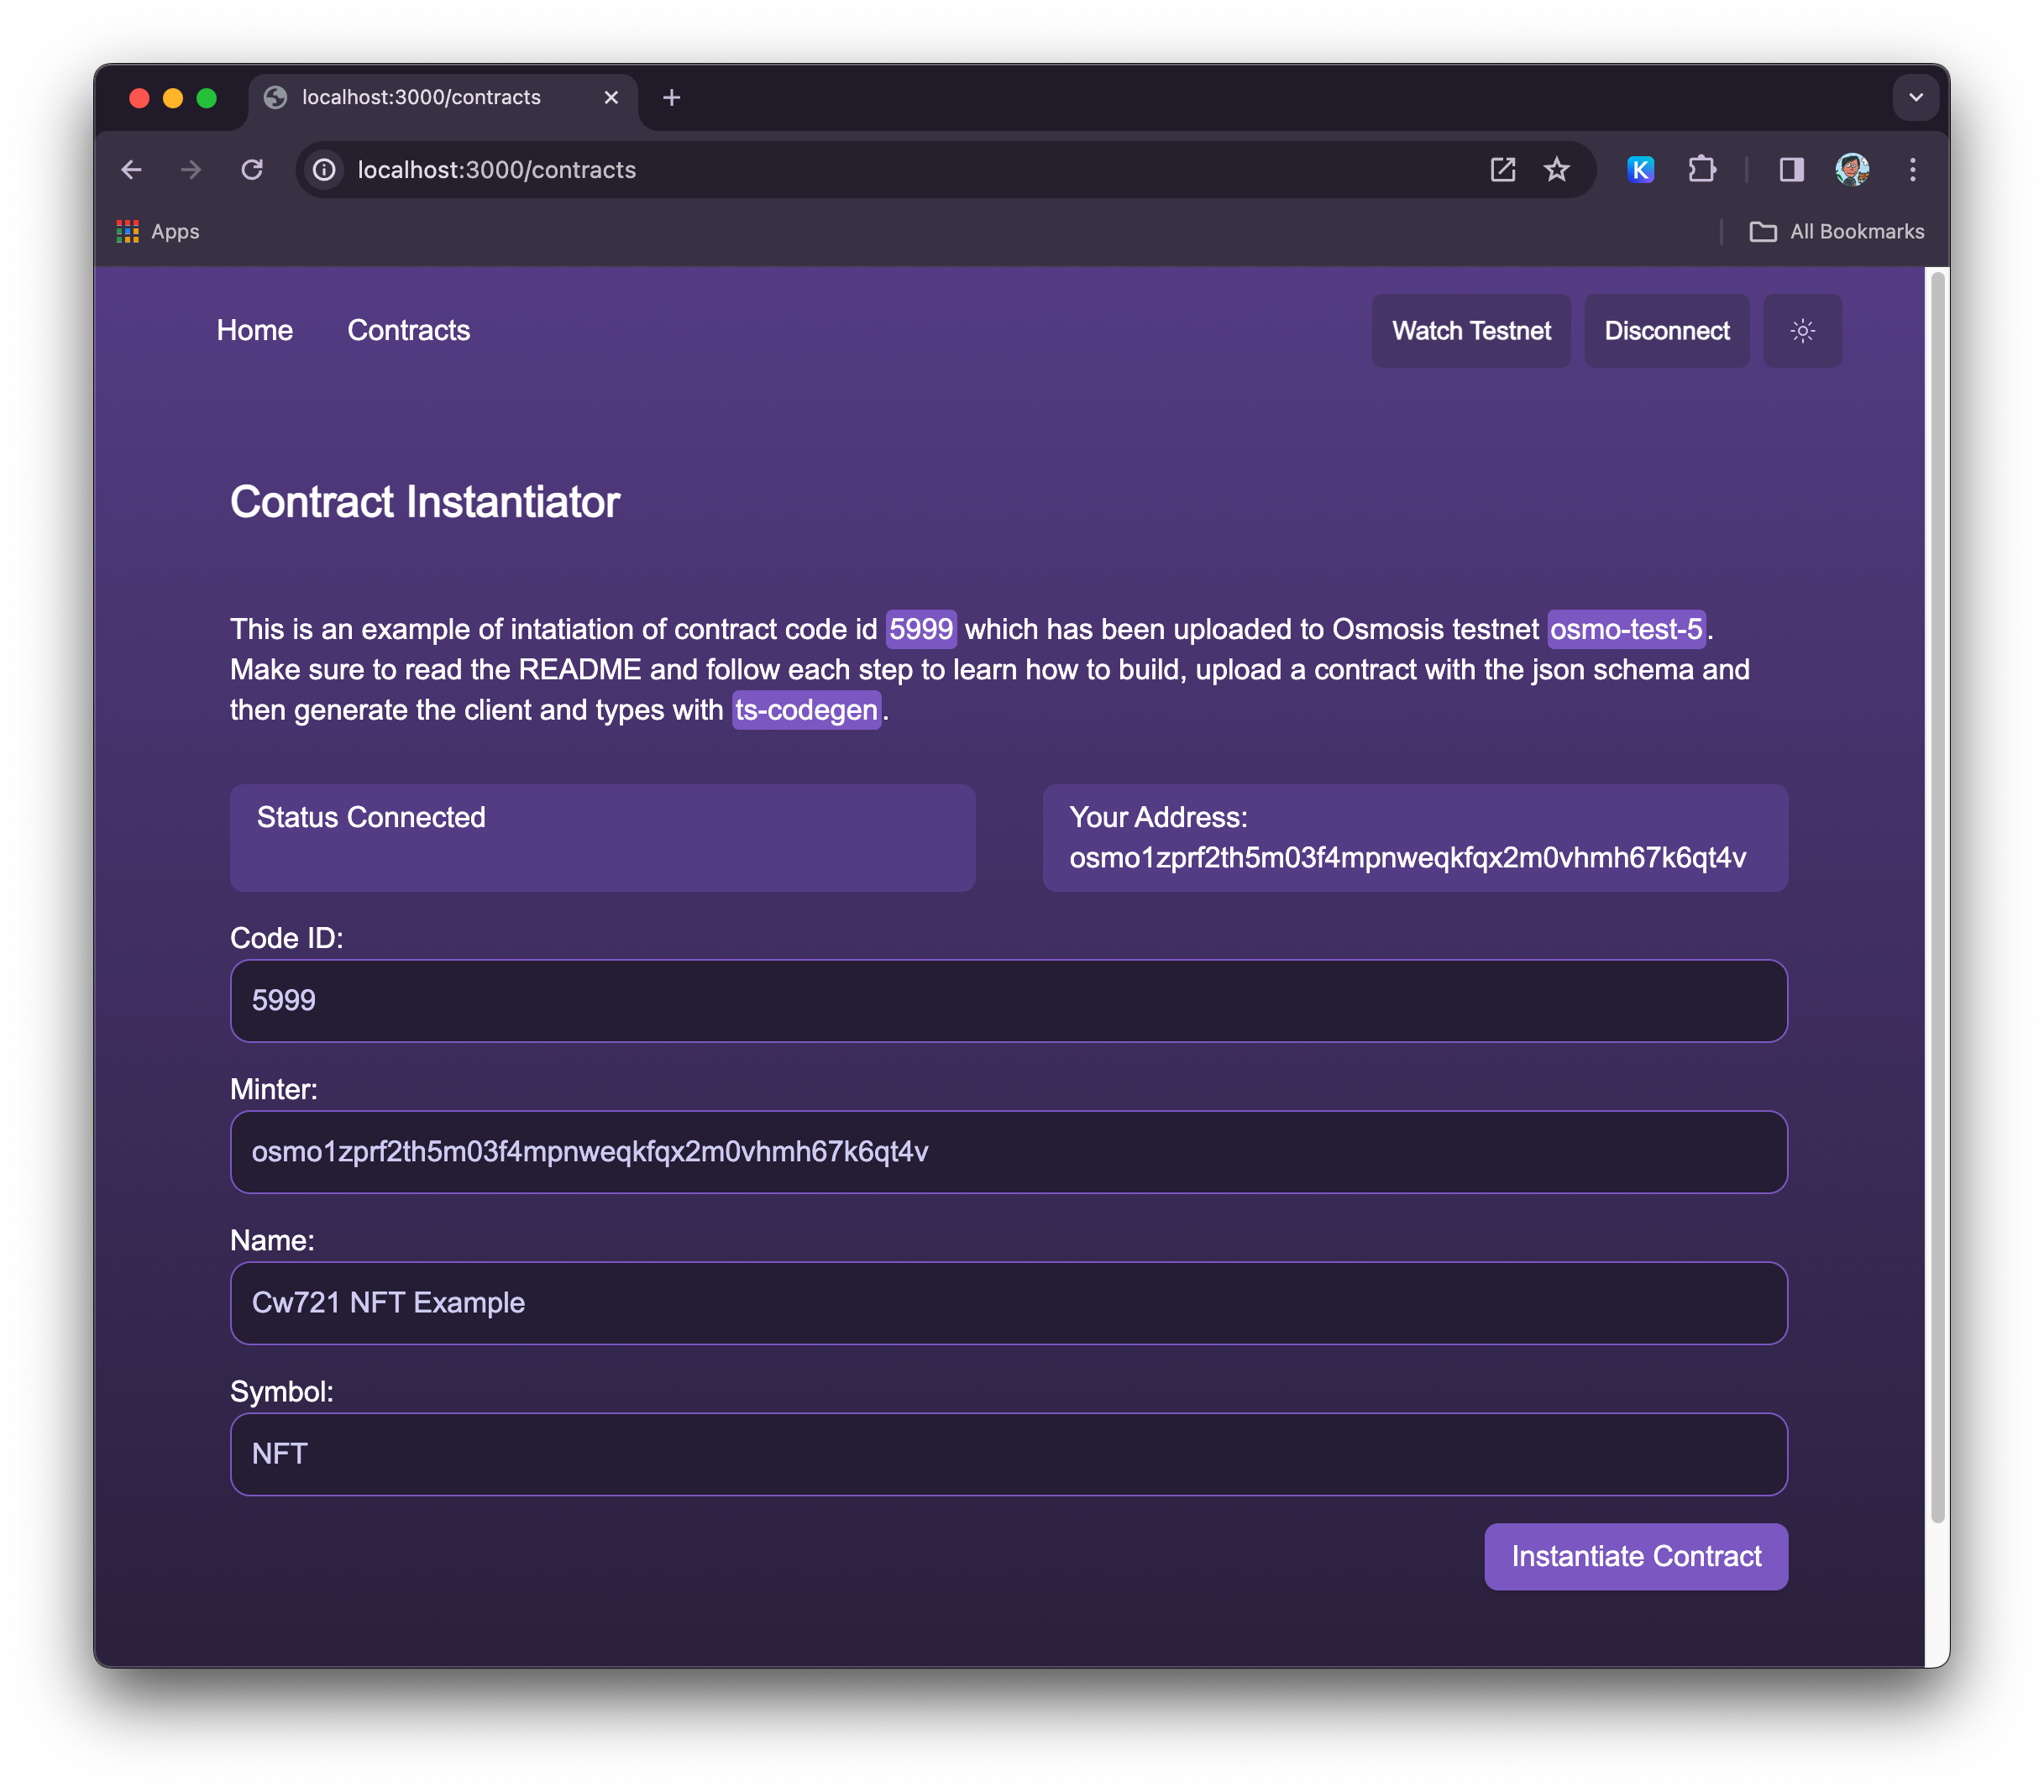 localhost:3000/contracts
localhost:3000/contracts
K
Apps
All Bookmarks
Home Contracts Watch Testnet Disconnect
Contract Instantiator
This is an example of intatiation of contract code id 5999 which has been uploaded to Osmosis testnet osmo-test-5.
Make sure to read the README and follow each step to learn how to build, upload a contract with the json schema and
then generate the client and types with ts-codegen.
Status Connected
Your Address:
osmo1zprf2th5m03f4mpnweqkfqx2m0vhmh67k6qt4v
Code ID:
5999
Minter:
osmo1zprf2th5m03f4mpnweqkfqx2m0vhmh67k6qt4v
Name:
Cw721 NFT Example
Symbol:
NFT
Instantiate Contract